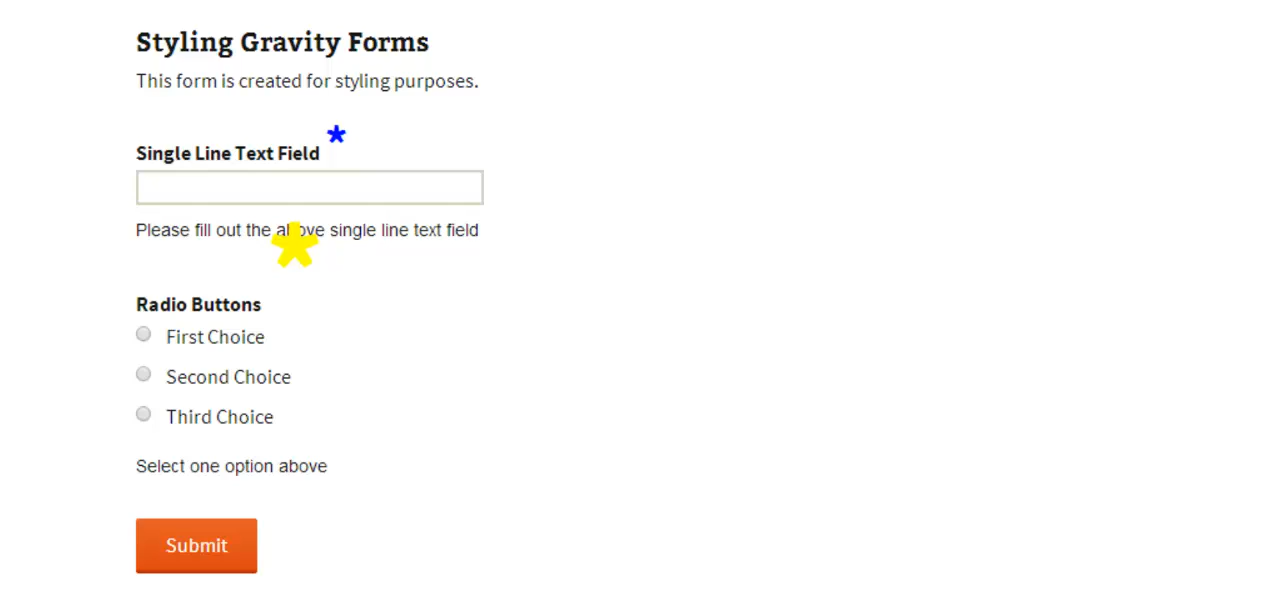 Styling Gravity Forms
This form is created for styling purposes.
Single Line Text Field *
Please fill out the above single line text field
*
Radio Buttons
First Choice
Second Choice
Third Choice
Select one option above
Submit